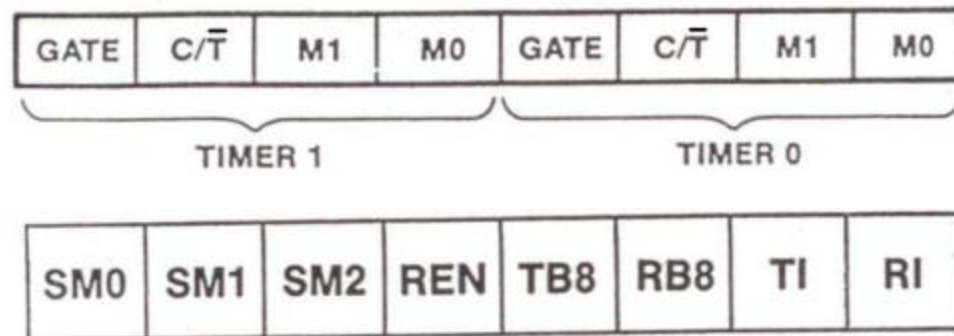 GATE C/T̅ M1 M0 GATE C/T̅ M1 M0
TIMER 1 TIMER 0
SM0 SM1 SM2 REN TB8 RB8 TI RI